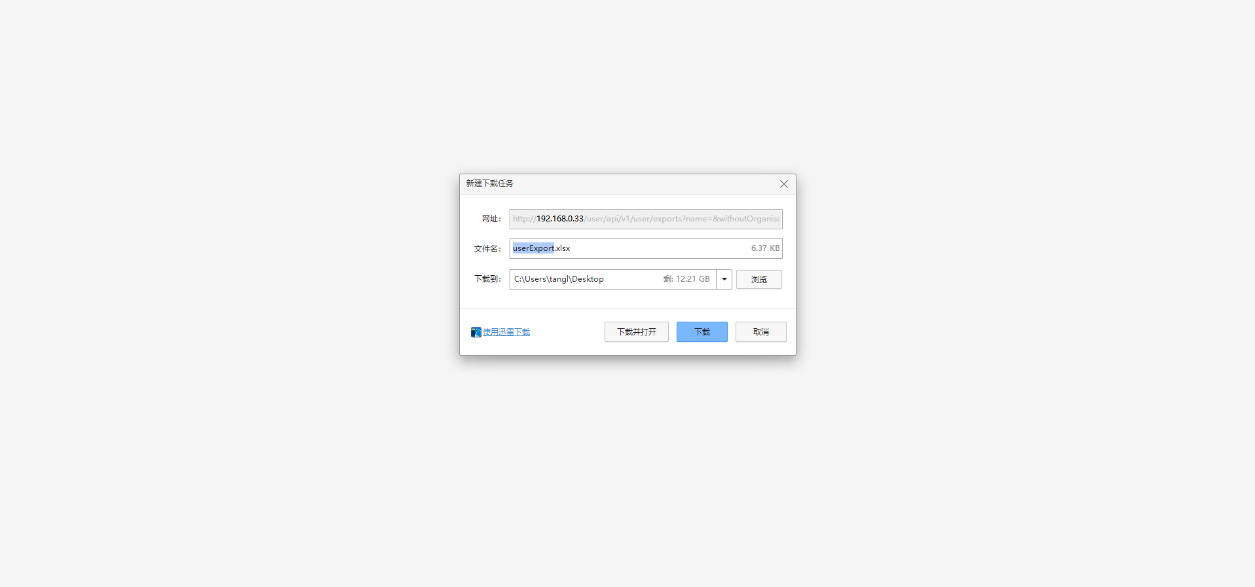 新建下载任务
网址: http://192.168.0.33/user/api/v1/user/exports?name=&withoutOrganisa
文件名: userExport.xlsx 6.37 KB
下载到: C:\Users\tangl\Desktop 剩: 12.21 GB 浏览
使用迅雷下载 下载并打开 下载 取消